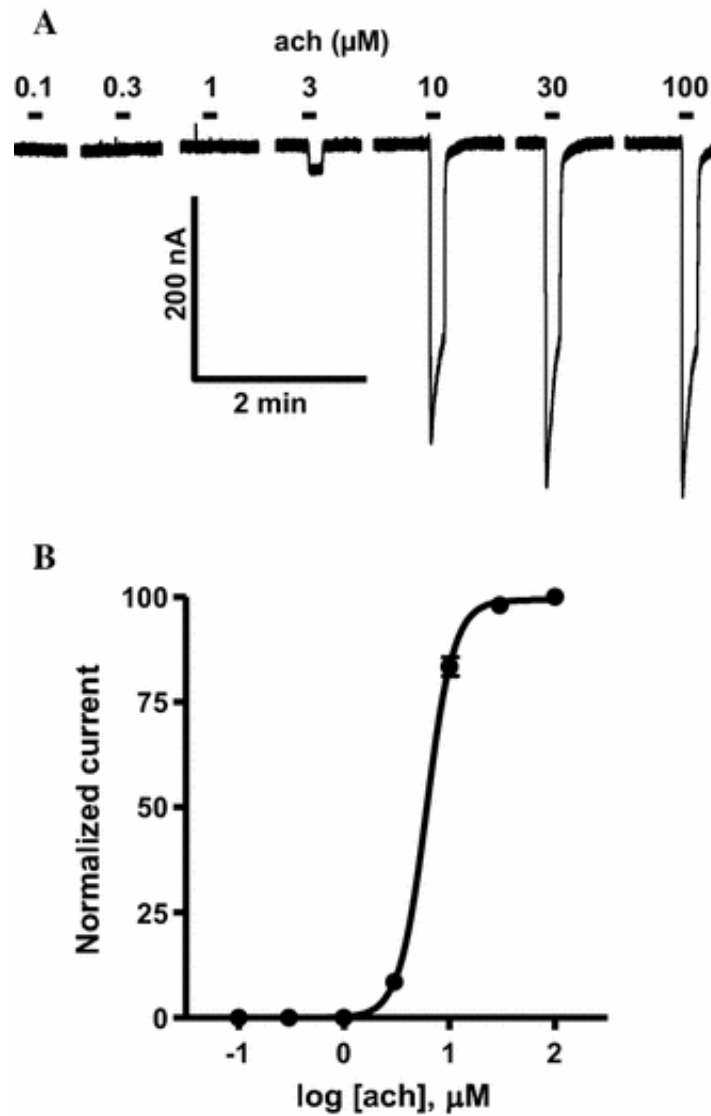 A
ach (µM)
0.1 0.3 1 3 10 30 100
200 nA
2 min
B
Normalized current
100
75
50
25
0
-1 0 1 2
log [ach], µM